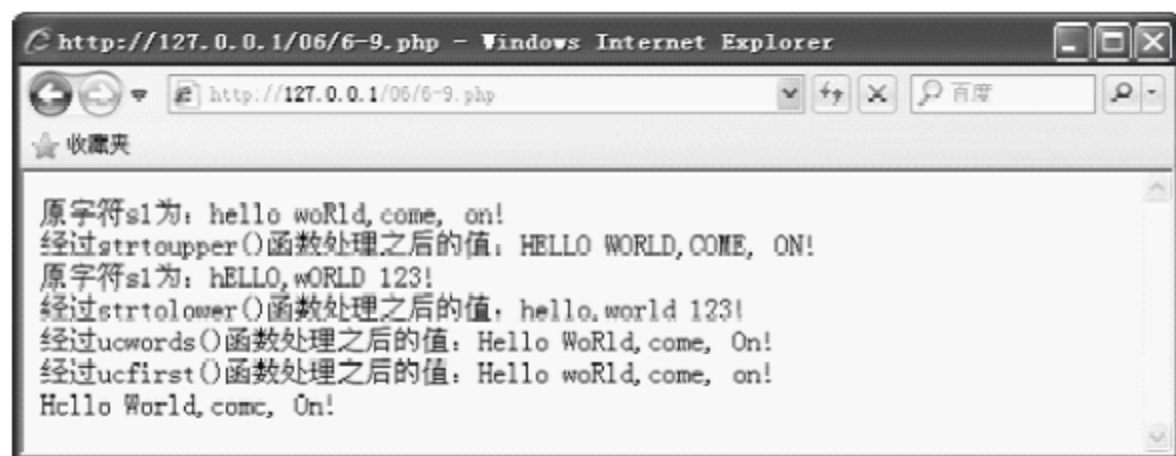 http://127.0.0.1/06/6-9.php - Windows Internet Explorer
http://127.0.0.1/06/6-9.php
百度
收藏夹
原字符s1为：hello woRld,come, on!
经过strtoupper()函数处理之后的值：HELLO WORLD,COME, ON!
原字符s1为：hELLO,wORLD 123!
经过strtolower()函数处理之后的值：hello,world 123!
经过ucwords()函数处理之后的值：Hello WoRld,come, On!
经过ucfirst()函数处理之后的值：Hello woRld,come, on!
Hello World,come, On!